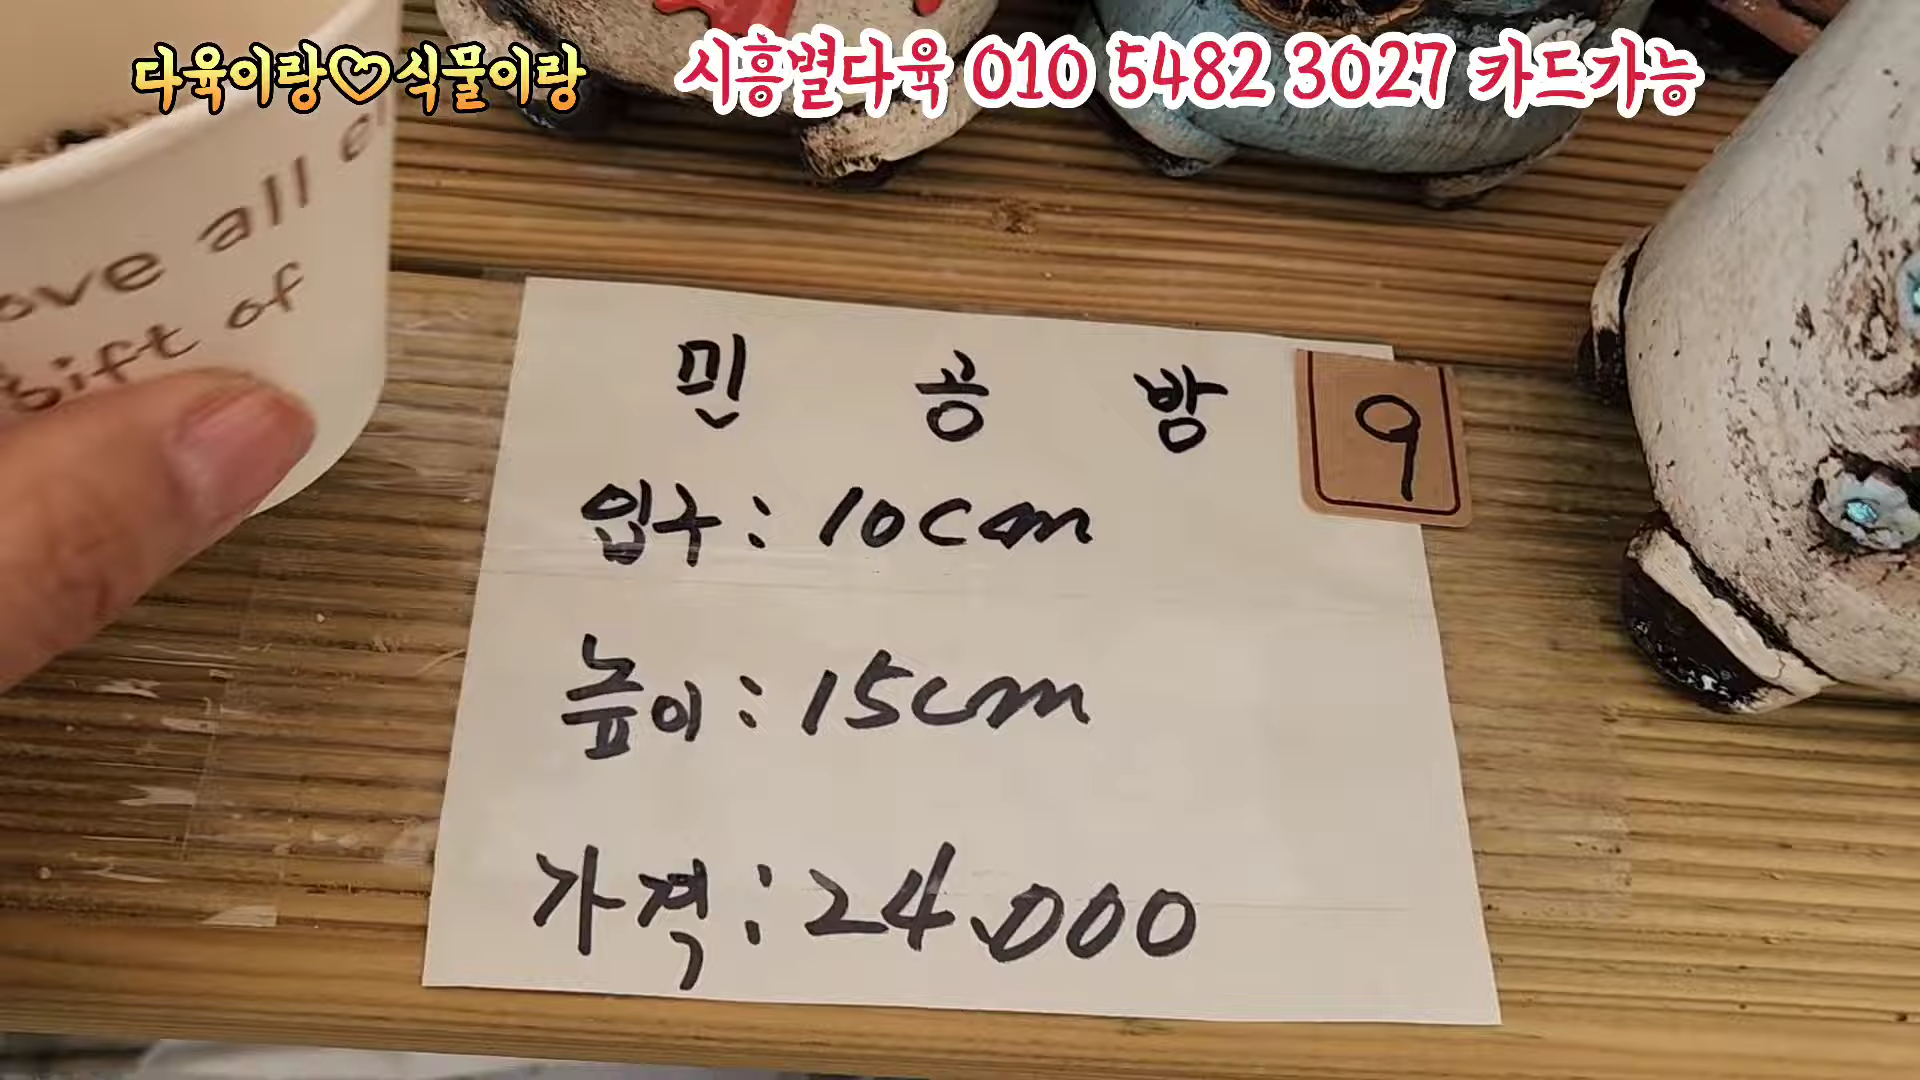 다육이랑♡식물이랑
시흥별다육 010 5482 3027 카드가능
ove all
gift of
민 공 방
9
입구 : 10cm
높이 : 15cm
가격 : 24,000